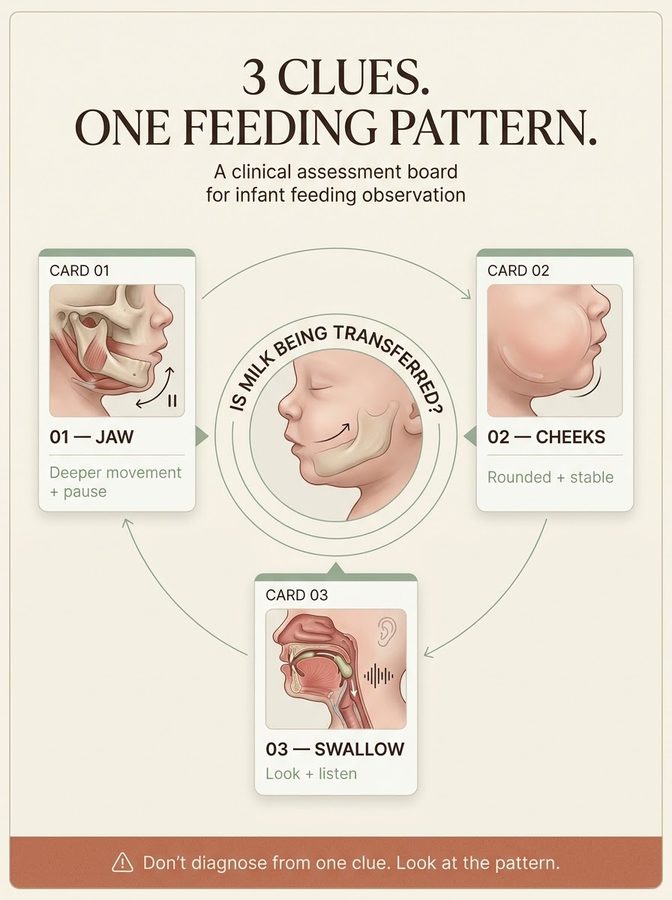 3 CLUES.
ONE FEEDING PATTERN.
A clinical assessment board
for infant feeding observation
CARD 01
01 — JAW
Deeper movement
+ pause
CARD 02
02 — CHEEKS
Rounded + stable
IS MILK BEING TRANSFERRED?
CARD 03
03 — SWALLOW
Look + listen
Don't diagnose from one clue. Look at the pattern.